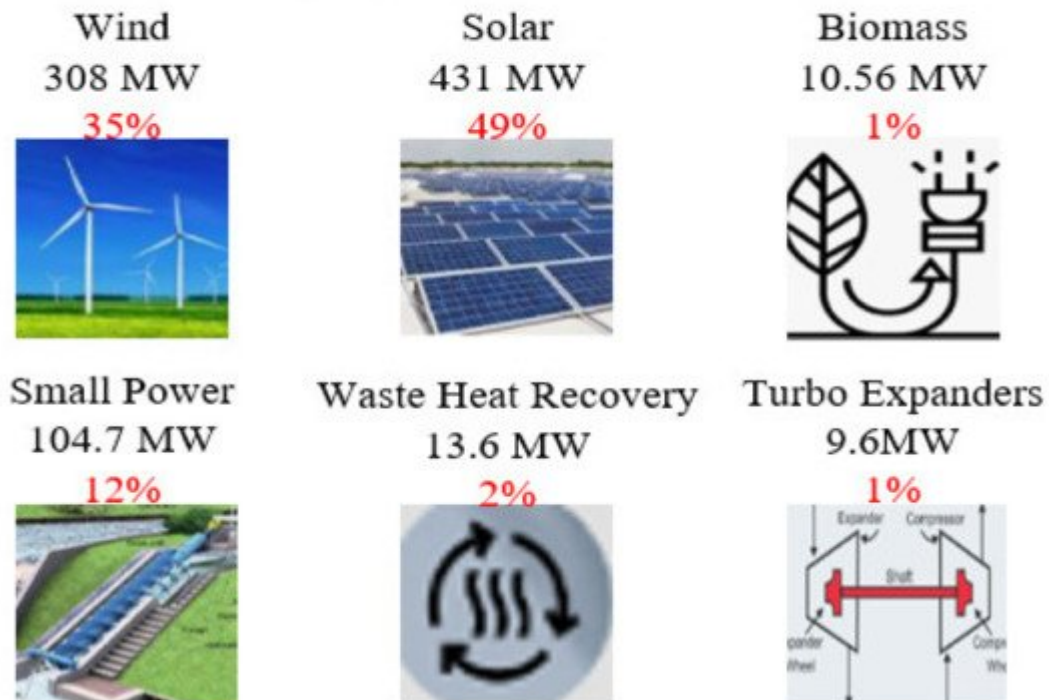 Wind
308 MW
35%
Solar
431 MW
49%
Biomass
10.56 MW
1%
Small Power
104.7 MW
12%
Waste Heat Recovery
13.6 MW
2%
Turbo Expanders
9.6MW
1%
Expander
Compressor
Shaft
Wheel